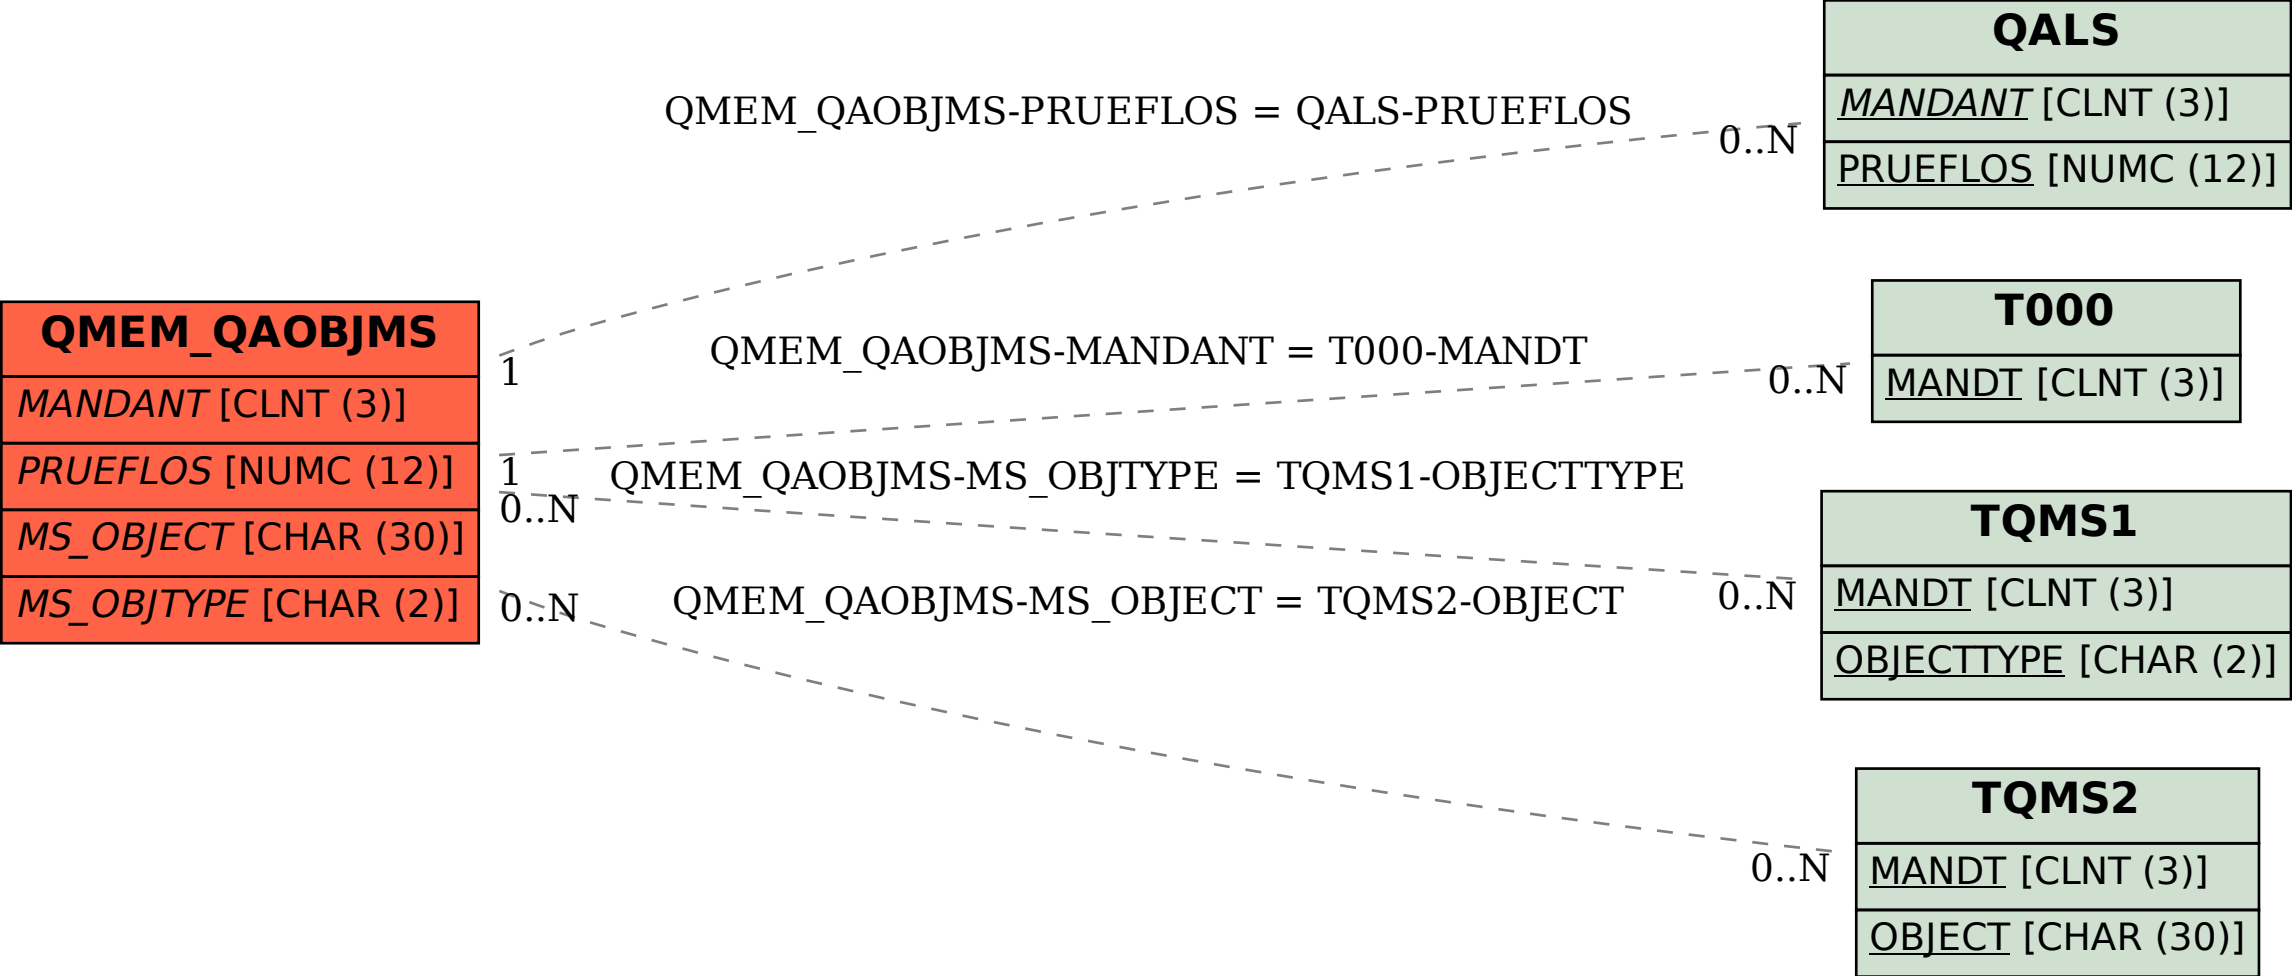 QMEM_QAOBJMS
MANDANT [CLNT (3)]
PRUEFLOS [NUMC (12)]
MS_OBJECT [CHAR (30)]
MS_OBJTYPE [CHAR (2)]
QMEM_QAOBJMS-PRUEFLOS = QALS-PRUEFLOS
0..N
1
QMEM_QAOBJMS-MANDANT = T000-MANDT
0..N
1
QMEM_QAOBJMS-MS_OBJTYPE = TQMS1-OBJECTTYPE
0..N
0..N
QMEM_QAOBJMS-MS_OBJECT = TQMS2-OBJECT
0..N
0..N
QALS
MANDANT [CLNT (3)]
PRUEFLOS [NUMC (12)]
T000
MANDT [CLNT (3)]
TQMS1
MANDT [CLNT (3)]
OBJECTTYPE [CHAR (2)]
TQMS2
MANDT [CLNT (3)]
OBJECT [CHAR (30)]